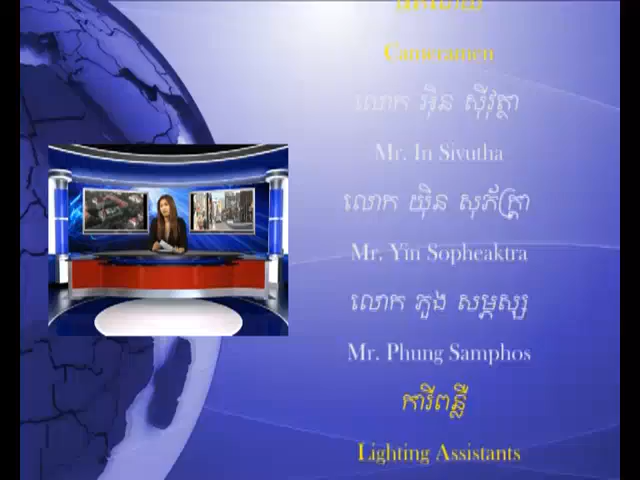 Cameramen
លោក អ៊ិន ស៊ីវុត្ថា
Mr. In Sivutha
លោក យ៉ិន សុភ័ក្ត្រា
Mr. Yin Sopheaktra
លោក ភួង សម្ភស្ស
Mr. Phung Samphos
ការីពន្លឺ
Lighting Assistants